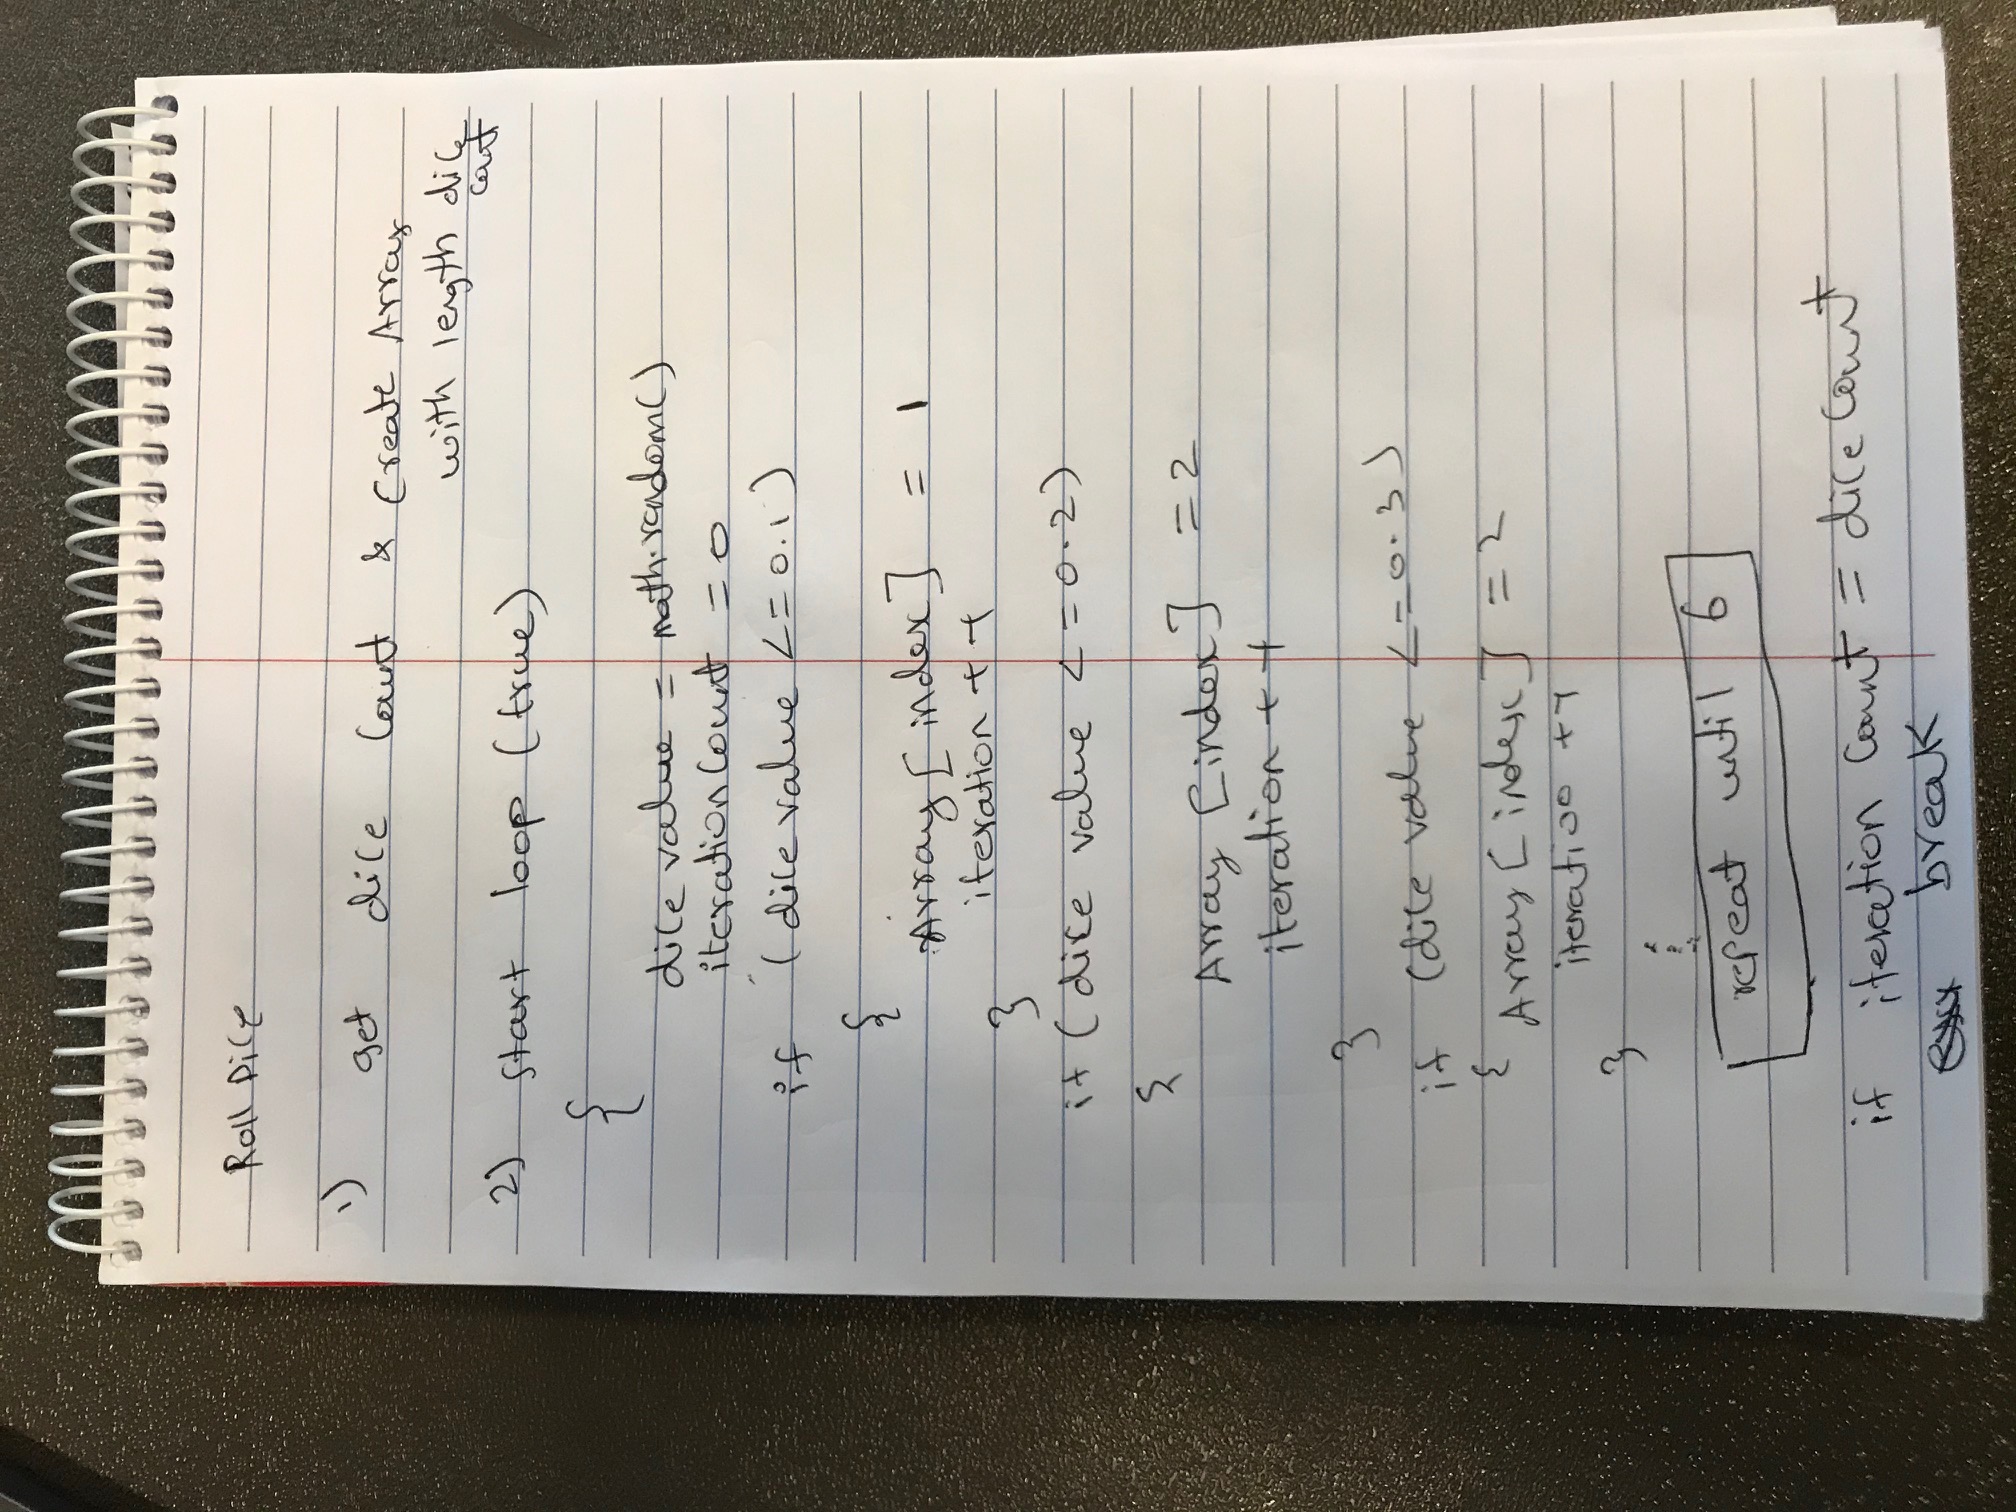 Roll Dice
1) get dice Count & Create Array
with length dice
count
2) start loop (true)
{
dice value = math.random()
iteration Count = 0
if (dice value <= 0.1)
{
Array [index] = 1
iteration ++
}
if (dice value <= 0.2)
{
Array [index] = 2
iteration ++
}
if (dice value <= 0.3)
{ Array [index] = 2
iteration ++
}
repeat until 6
if iteration Count = dice Count
break